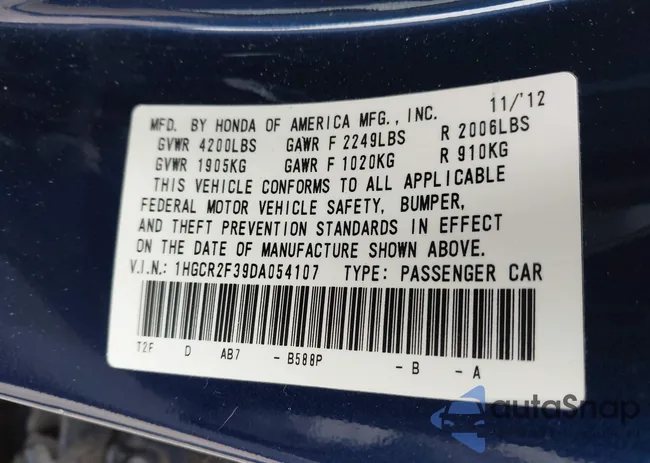 MFD. BY HONDA OF AMERICA MFG., INC. 11/'12
GVWR 4200LBS GAWR F 2249LBS R 2006LBS
GVWR 1905KG GAWR F 1020KG R 910KG
THIS VEHICLE CONFORMS TO ALL APPLICABLE
FEDERAL MOTOR VEHICLE SAFETY, BUMPER,
AND THEFT PREVENTION STANDARDS IN EFFECT
ON THE DATE OF MANUFACTURE SHOWN ABOVE.
V.I.N.: 1HGCR2F39DA054107 TYPE: PASSENGER CAR
T2F D AB7 - B588P - B - A
autoSnap